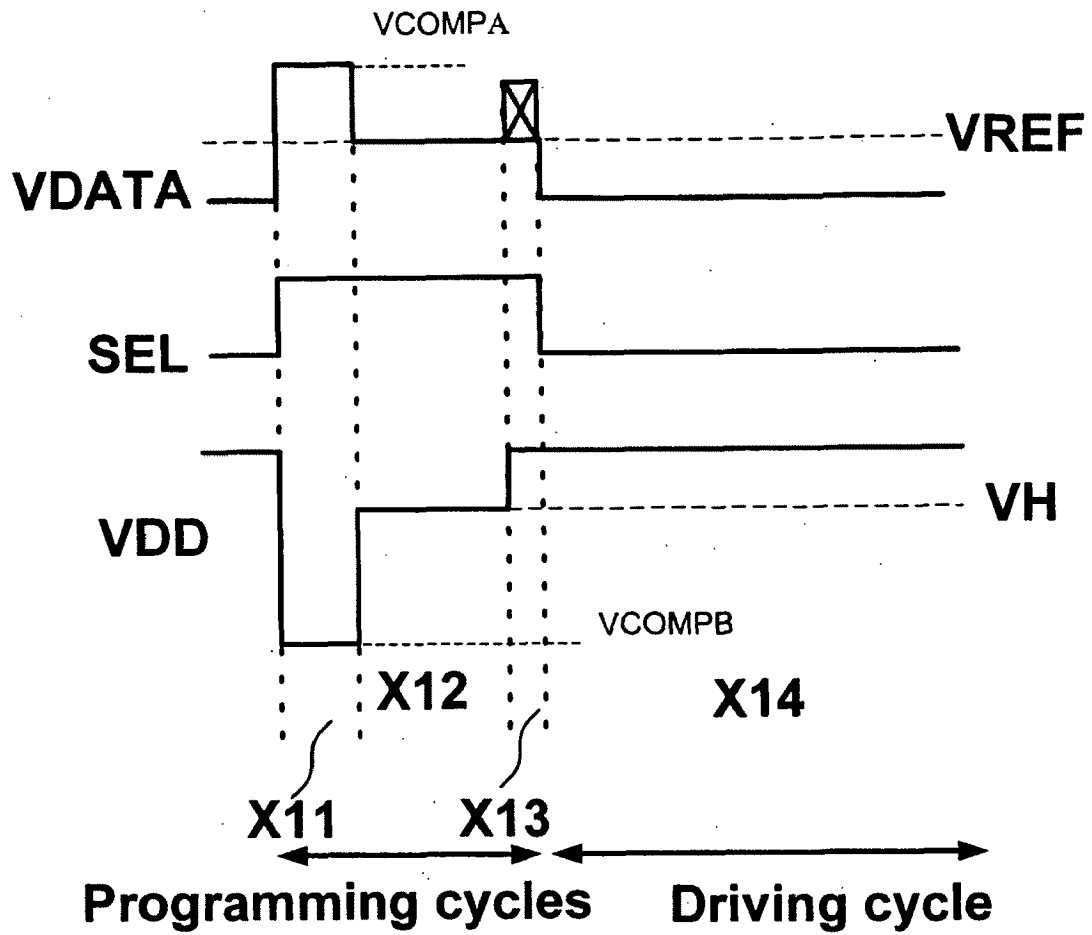 VCOMPA
VREF
VDATA
SEL
VH
VDD
VCOMPB
X12
X14
X11
X13
Programming cycles
Driving cycle